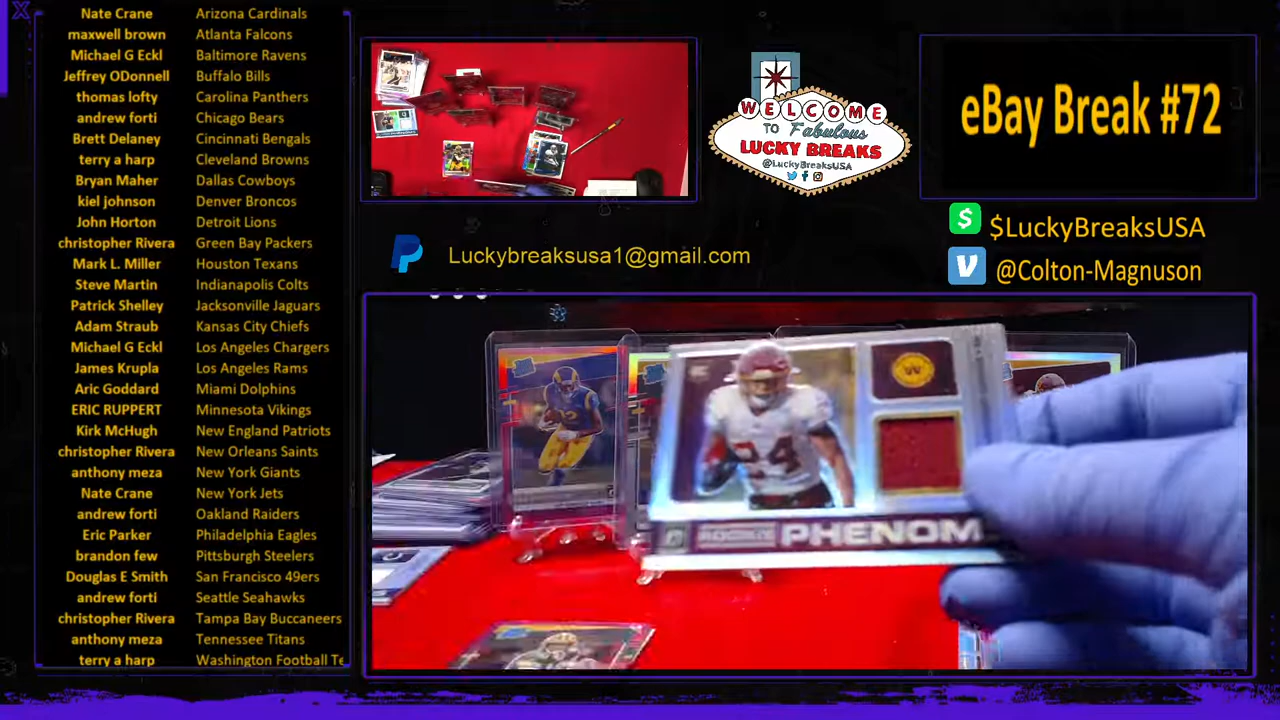 Nate Crane Arizona Cardinals
maxwell brown Atlanta Falcons
Michael G Eckl Baltimore Ravens
Jeffrey ODonnell Buffalo Bills
thomas lofty Carolina Panthers
andrew forti Chicago Bears
Brett Delaney Cincinnati Bengals
terry a harp Cleveland Browns
Bryan Maher Dallas Cowboys
kiel johnson Denver Broncos
John Horton Detroit Lions
christopher Rivera Green Bay Packers
Mark L. Miller Houston Texans
Steve Martin Indianapolis Colts
Patrick Shelley Jacksonville Jaguars
Adam Straub Kansas City Chiefs
Michael G Eckl Los Angeles Chargers
James Krupla Los Angeles Rams
Aric Goddard Miami Dolphins
ERIC RUPPERT Minnesota Vikings
Kirk McHugh New England Patriots
christopher Rivera New Orleans Saints
anthony meza New York Giants
Nate Crane New York Jets
andrew forti Oakland Raiders
Eric Parker Philadelphia Eagles
brandon few Pittsburgh Steelers
Douglas E Smith San Francisco 49ers
andrew forti Seattle Seahawks
christopher Rivera Tampa Bay Buccaneers
anthony meza Tennessee Titans
terry a harp Washington Football Te
WELCOME
TO Fabulous
LUCKY BREAKS
@LuckyBreaksUSA
eBay Break #72
$LuckyBreaksUSA
@Colton-Magnuson
Luckybreaksusa1@gmail.com
W
24
ROOKIE PHENOM